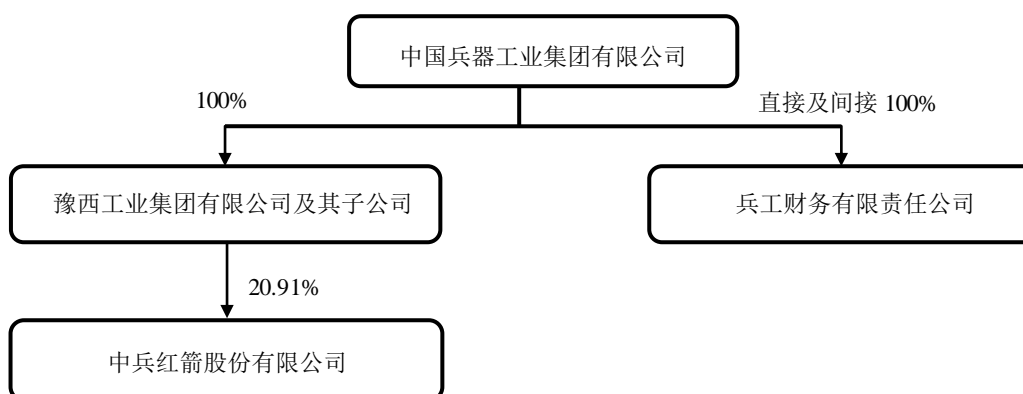 中国兵器工业集团有限公司
100%
直接及间接 100%
豫西工业集团有限公司及其子公司
兵工财务有限责任公司
20.91%
中兵红箭股份有限公司